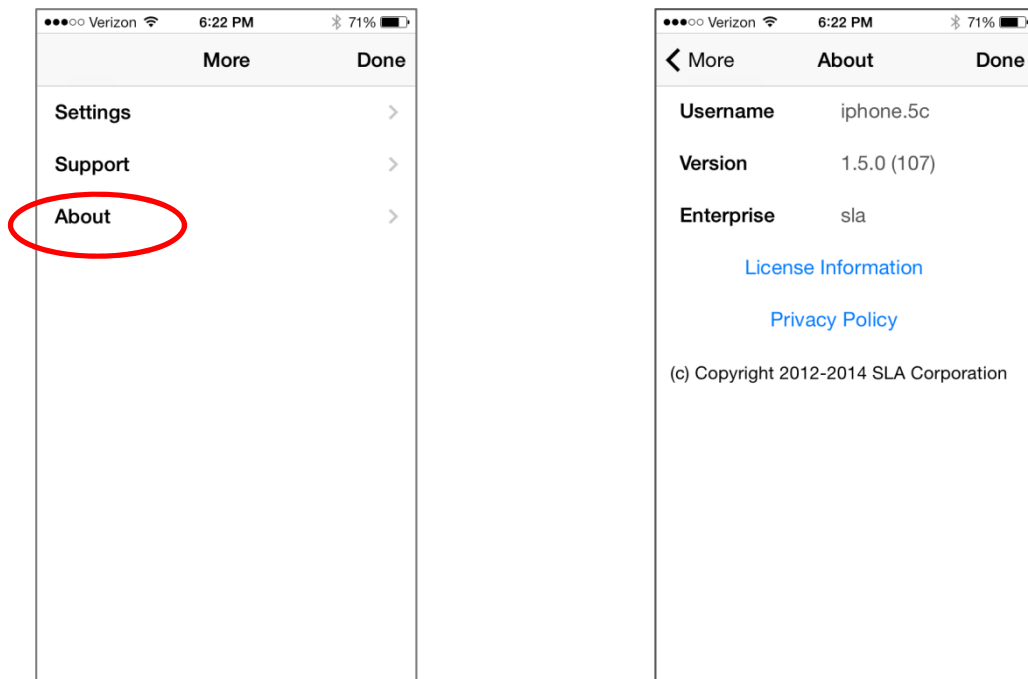 Verizon 6:22 PM 71%
More Done
Settings
Support
About
Verizon 6:22 PM 71%
More About Done
Username iphone.5c
Version 1.5.0 (107)
Enterprise sla
License Information
Privacy Policy
(c) Copyright 2012-2014 SLA Corporation